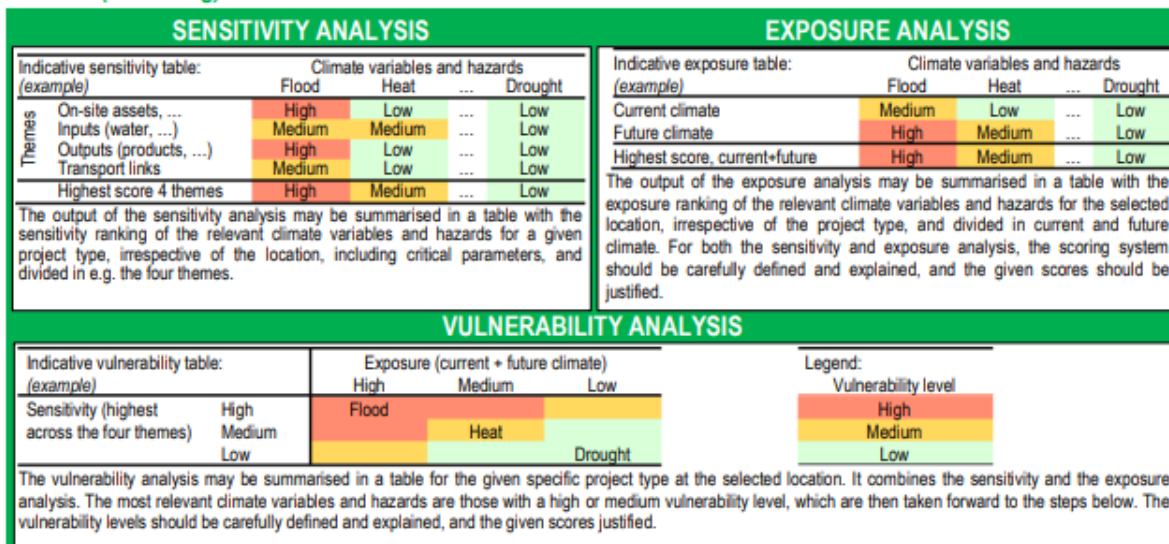 SENSITIVITY ANALYSIS
Indicative sensitivity table: Climate variables and hazards
(example) Flood Heat ... Drought
Themes
On-site assets, ... High Low ... Low
Inputs (water, ...) Medium Medium ... Low
Outputs (products, ...) High Low ... Low
Transport links Medium Low ... Low
Highest score 4 themes High Medium ... Low
The output of the sensitivity analysis may be summarised in a table with the
sensitivity ranking of the relevant climate variables and hazards for a given
project type, irrespective of the location, including critical parameters, and
divided in e.g. the four themes.
EXPOSURE ANALYSIS
Indicative exposure table: Climate variables and hazards
(example) Flood Heat ... Drought
Current climate Medium Low ... Low
Future climate High Medium ... Low
Highest score, current+future High Medium ... Low
The output of the exposure analysis may be summarised in a table with the
exposure ranking of the relevant climate variables and hazards for the selected
location, irrespective of the project type, and divided in current and future
climate. For both the sensitivity and exposure analysis, the scoring system
should be carefully defined and explained, and the given scores should be
justified.
VULNERABILITY ANALYSIS
Indicative vulnerability table: Exposure (current + future climate)
(example) High Medium Low
Sensitivity (highest High Flood
across the four themes) Medium Heat
Low Drought
Legend:
Vulnerability level
High
Medium
Low
The vulnerability analysis may be summarised in a table for the given specific project type at the selected location. It combines the sensitivity and the exposure
analysis. The most relevant climate variables and hazards are those with a high or medium vulnerability level, which are then taken forward to the steps below. The
vulnerability levels should be carefully defined and explained, and the given scores justified.